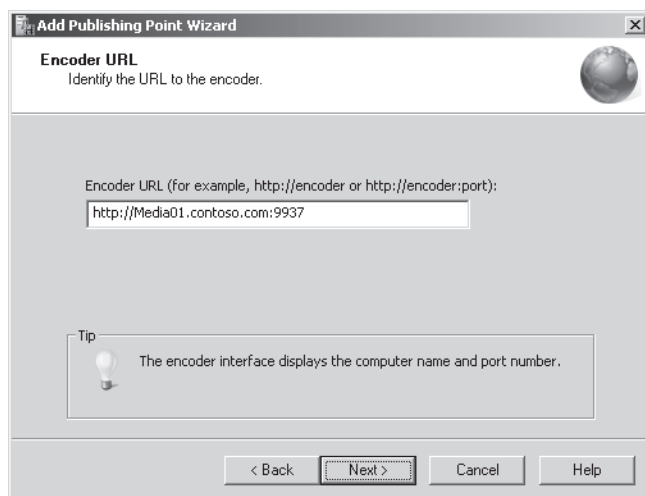 Add Publishing Point Wizard
Encoder URL
Identify the URL to the encoder.
Encoder URL (for example, http://encoder or http://encoder:port):
http://Media01.contoso.com:9937
Tip
The encoder interface displays the computer name and port number.
< Back
Next >
Cancel
Help